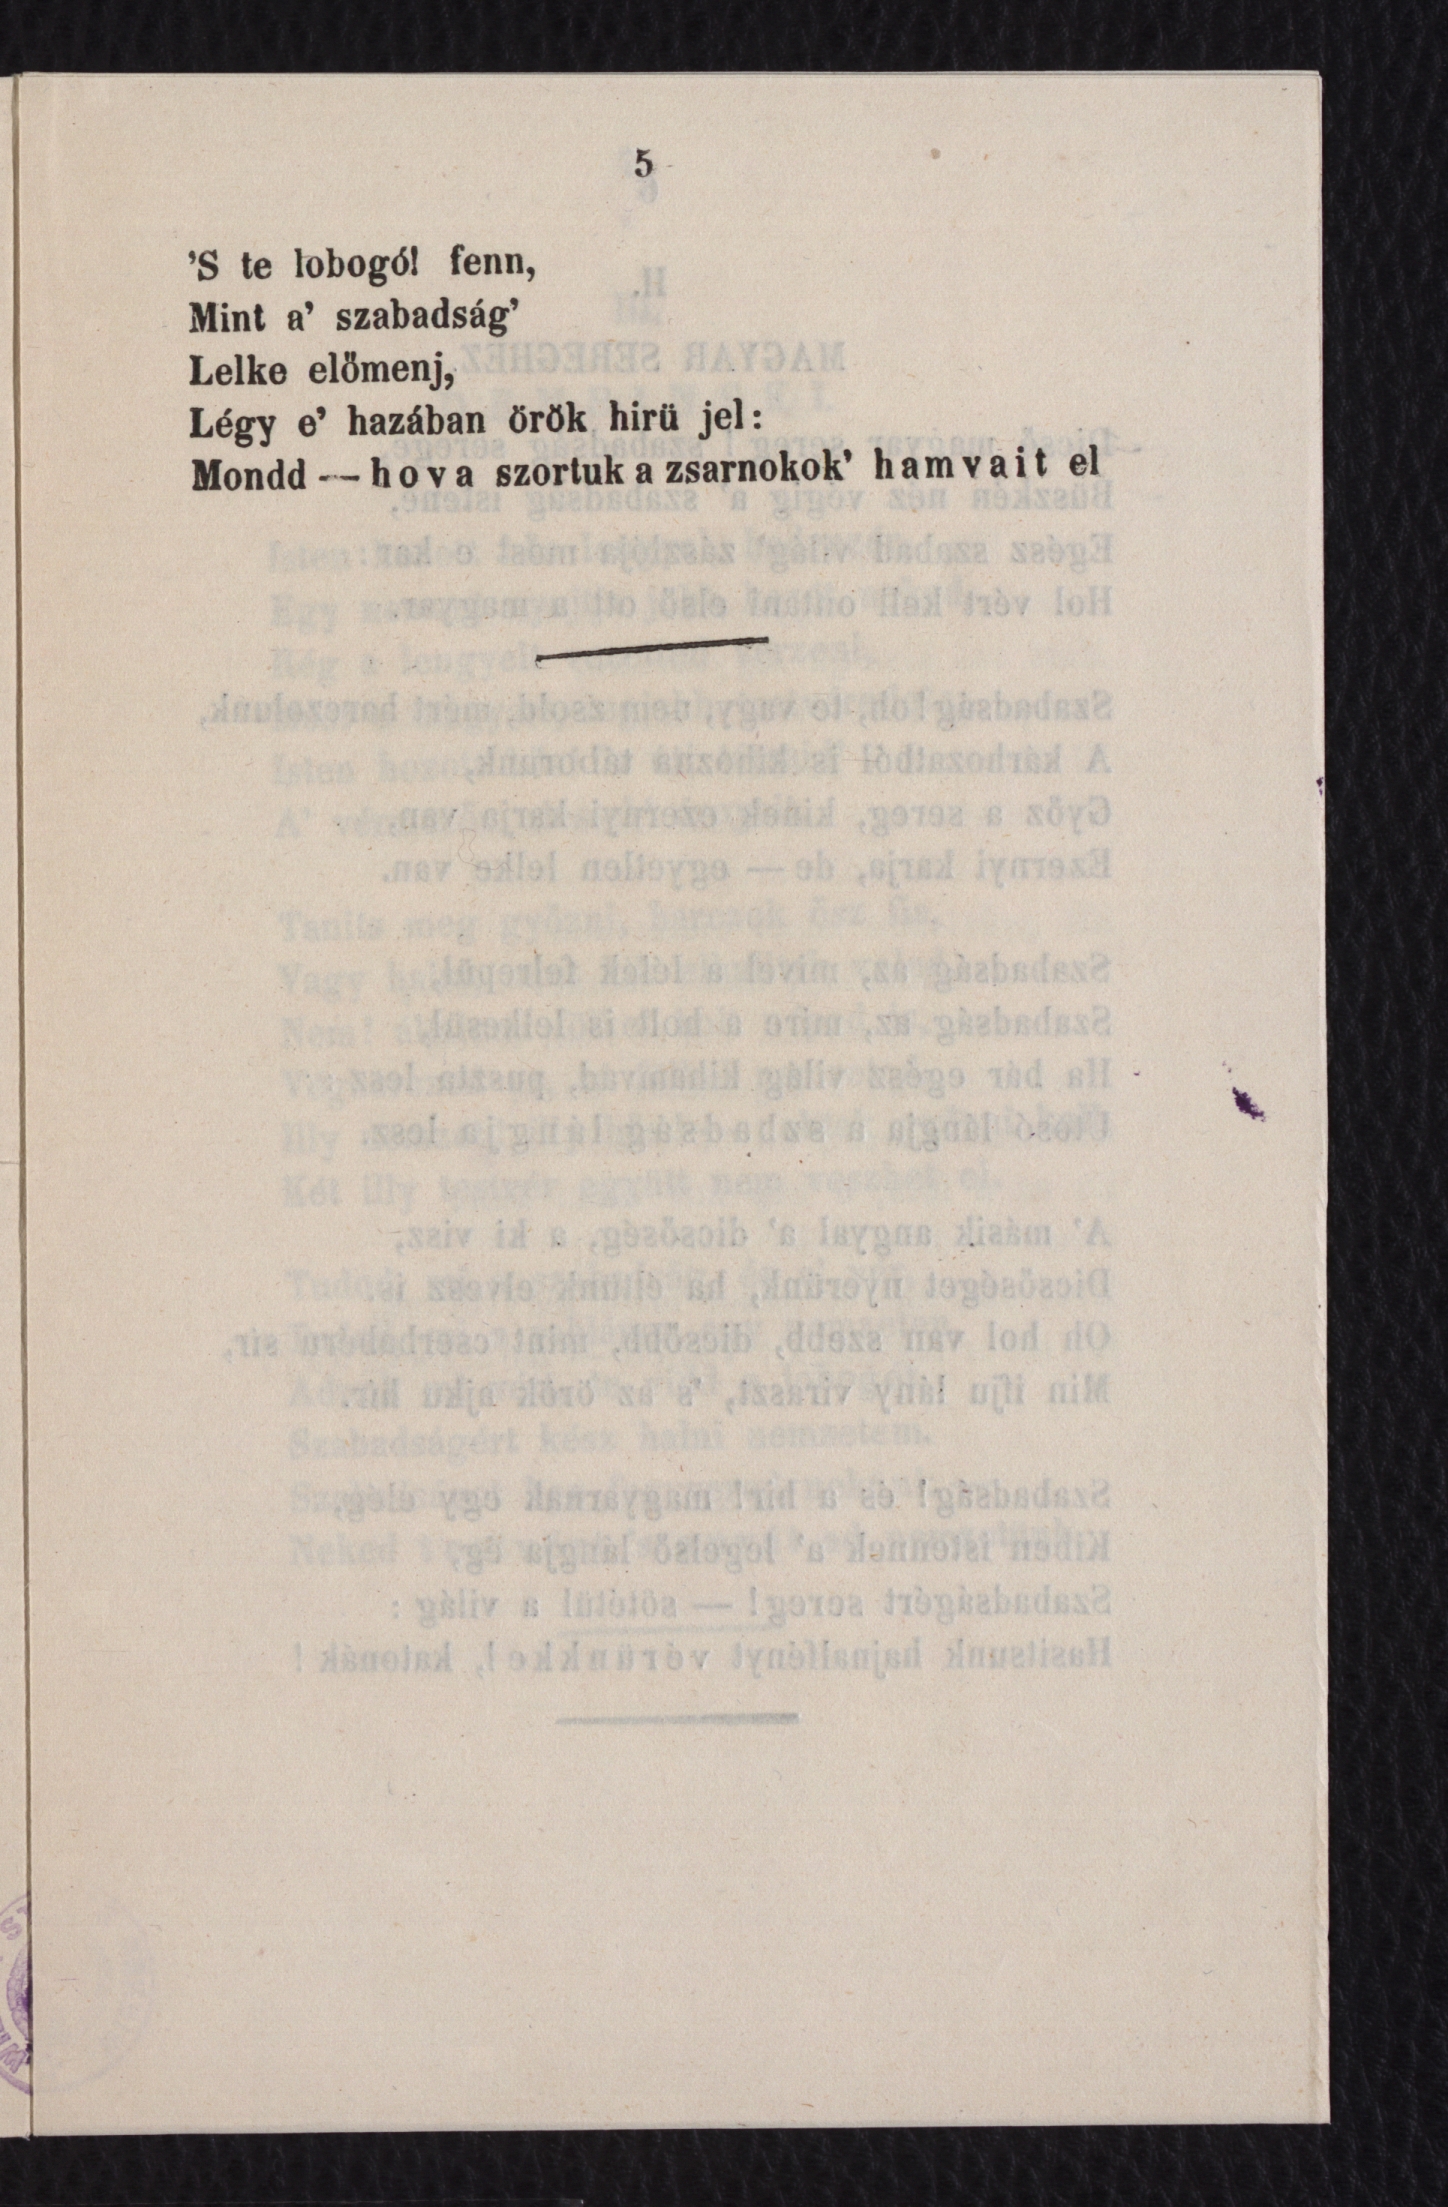 5
’S te lobogó! fenn,
Mint a’ szabadság’
Lelke előmenj,
Légy e’ hazában örök hirü jel:
Mondd — hova szortuk a zsarnokok’ hamvait el